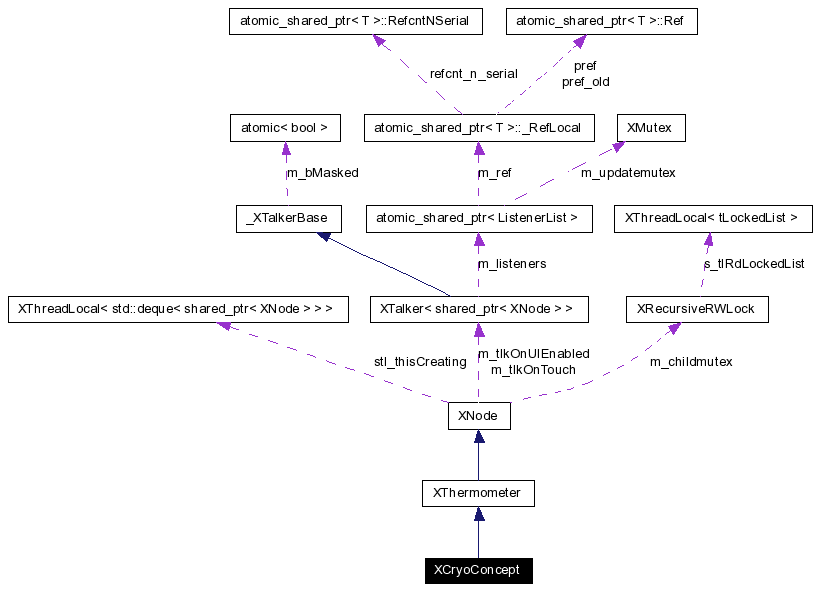 atomic_shared_ptr< T >::RefcntNSerial
atomic_shared_ptr< T >::Ref
refcnt_n_serial
pref
pref_old
atomic< bool >
atomic_shared_ptr< T >::_RefLocal
XMutex
m_bMasked
m_ref
m_updatemutex
_XTalkerBase
atomic_shared_ptr< ListenerList >
XThreadLocal< tLockedList >
m_listeners
s_tlRdLockedList
XThreadLocal< std::deque< shared_ptr< XNode > > >
XTalker< shared_ptr< XNode > >
XRecursiveRWLock
stl_thisCreating
m_tlkOnUIEnabled
m_tlkOnTouch
m_childmutex
XNode
XThermometer
XCryoConcept